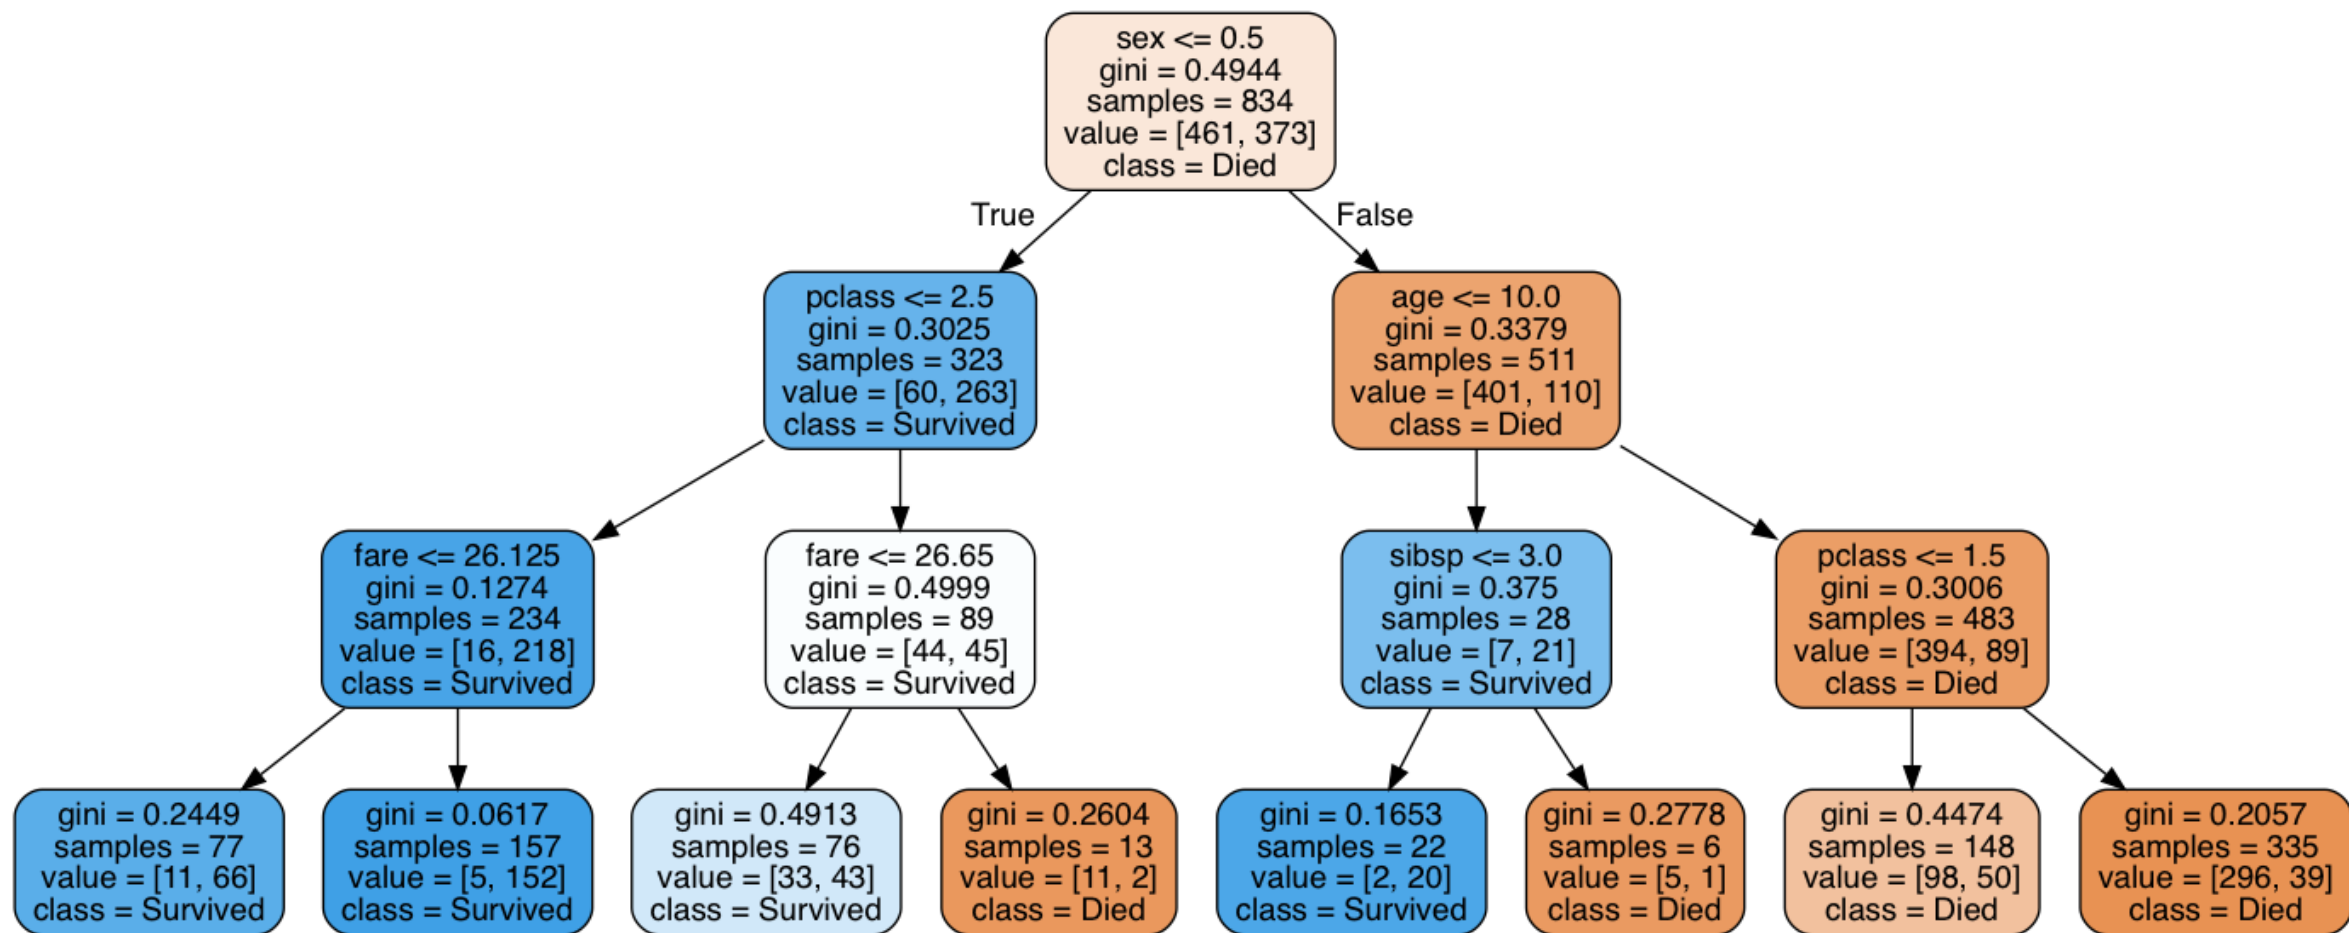 sex <= 0.5
gini = 0.4944
samples = 834
value = [461, 373]
class = Died
True
False
pclass <= 2.5
gini = 0.3025
samples = 323
value = [60, 263]
class = Survived
age <= 10.0
gini = 0.3379
samples = 511
value = [401, 110]
class = Died
fare <= 26.125
gini = 0.1274
samples = 234
value = [16, 218]
class = Survived
fare <= 26.65
gini = 0.4999
samples = 89
value = [44, 45]
class = Survived
sibsp <= 3.0
gini = 0.375
samples = 28
value = [7, 21]
class = Survived
pclass <= 1.5
gini = 0.3006
samples = 483
value = [394, 89]
class = Died
gini = 0.2449
samples = 77
value = [11, 66]
class = Survived
gini = 0.0617
samples = 157
value = [5, 152]
class = Survived
gini = 0.4913
samples = 76
value = [33, 43]
class = Survived
gini = 0.2604
samples = 13
value = [11, 2]
class = Died
gini = 0.1653
samples = 22
value = [2, 20]
class = Survived
gini = 0.2778
samples = 6
value = [5, 1]
class = Died
gini = 0.4474
samples = 148
value = [98, 50]
class = Died
gini = 0.2057
samples = 335
value = [296, 39]
class = Died